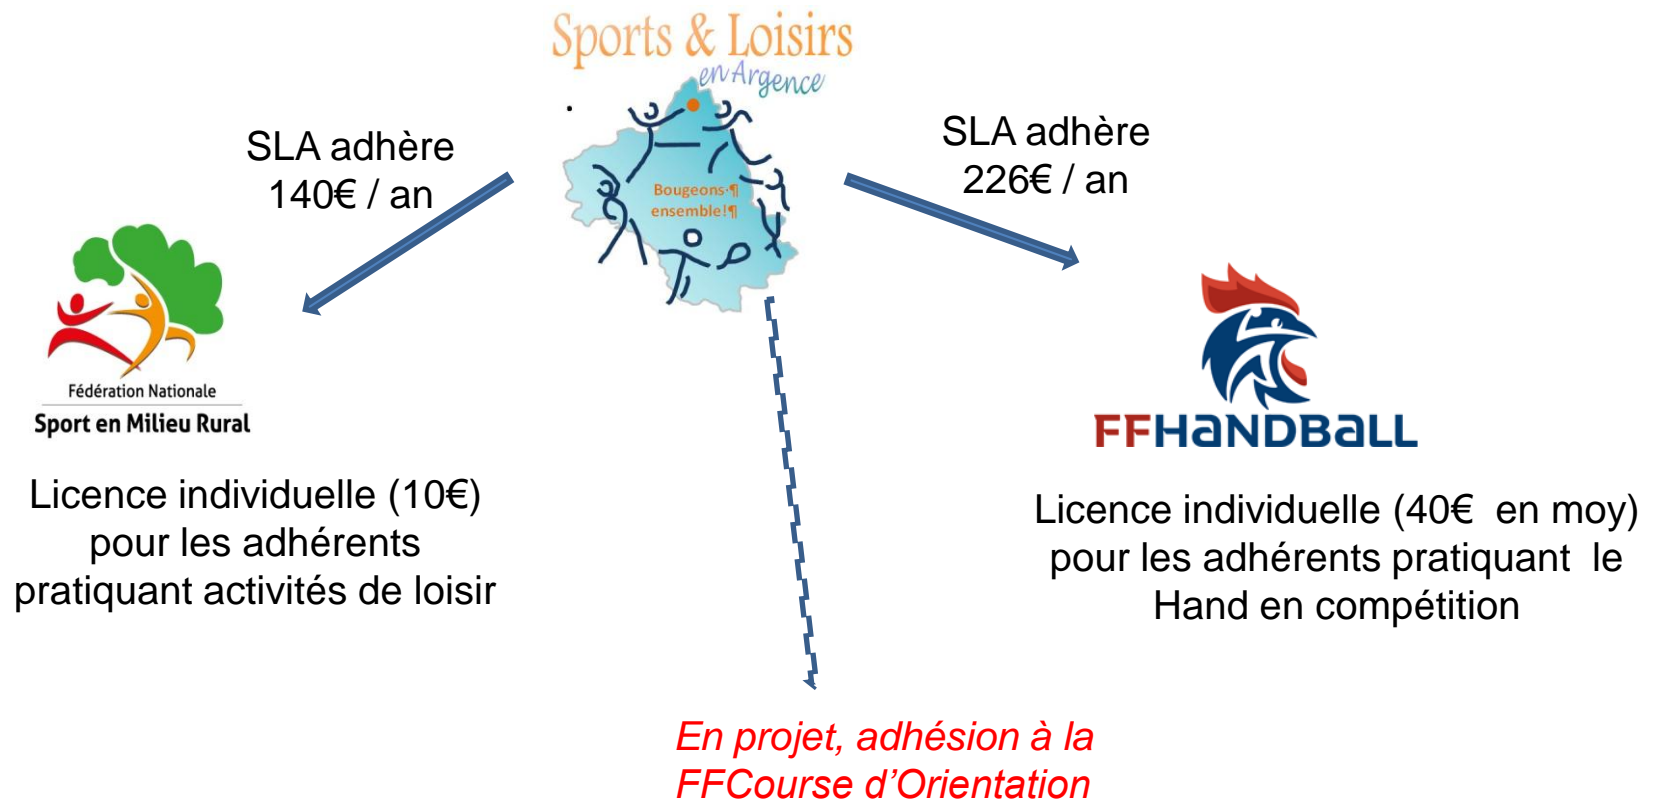 Sports & Loisirs
en Argence
.
SLA adhère
140€ / an
SLA adhère
226€ / an
Bougeons·¶
ensemble!¶
Fédération Nationale
Sport en Milieu Rural
FFHANDBALL
Licence individuelle (10€)
pour les adhérents
pratiquant activités de loisir
Licence individuelle (40€  en moy)
pour les adhérents pratiquant  le
Hand en compétition
En projet, adhésion à la
FFCourse d’Orientation